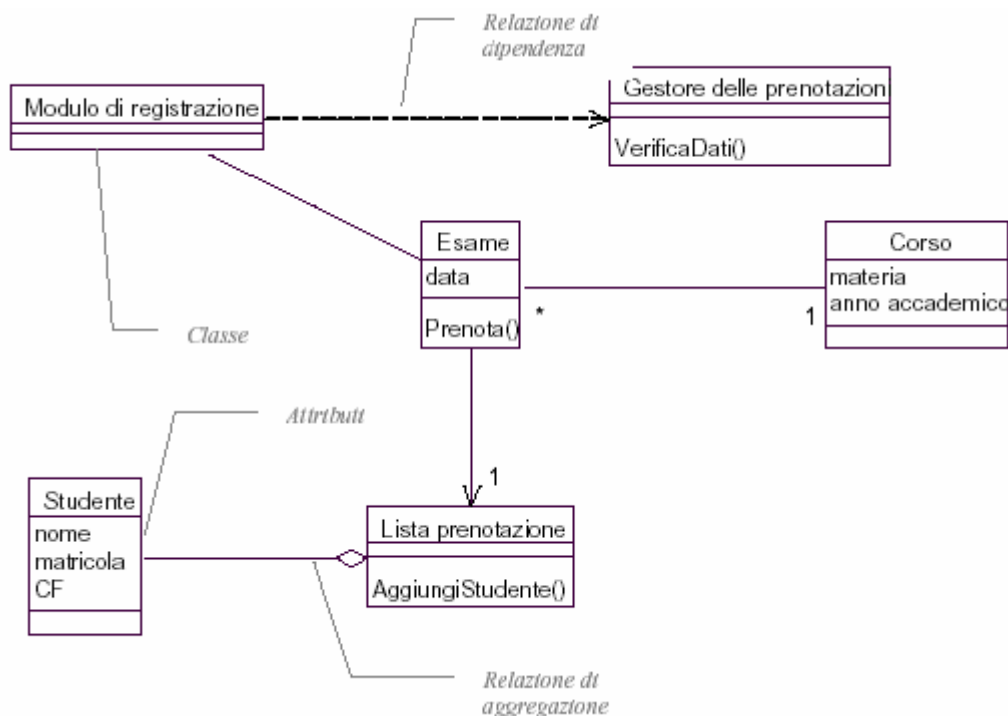 Relazione di
dipendenza
Modulo di registrazione
Gestore delle prenotazion
VerificaDati()
Esame
data
Prenota()
*
1
Corso
materia
anno accademico
Classe
Attributi
1
Studente
nome
matricola
CF
Lista prenotazione
AggiungiStudente()
Relazione di
aggregazione